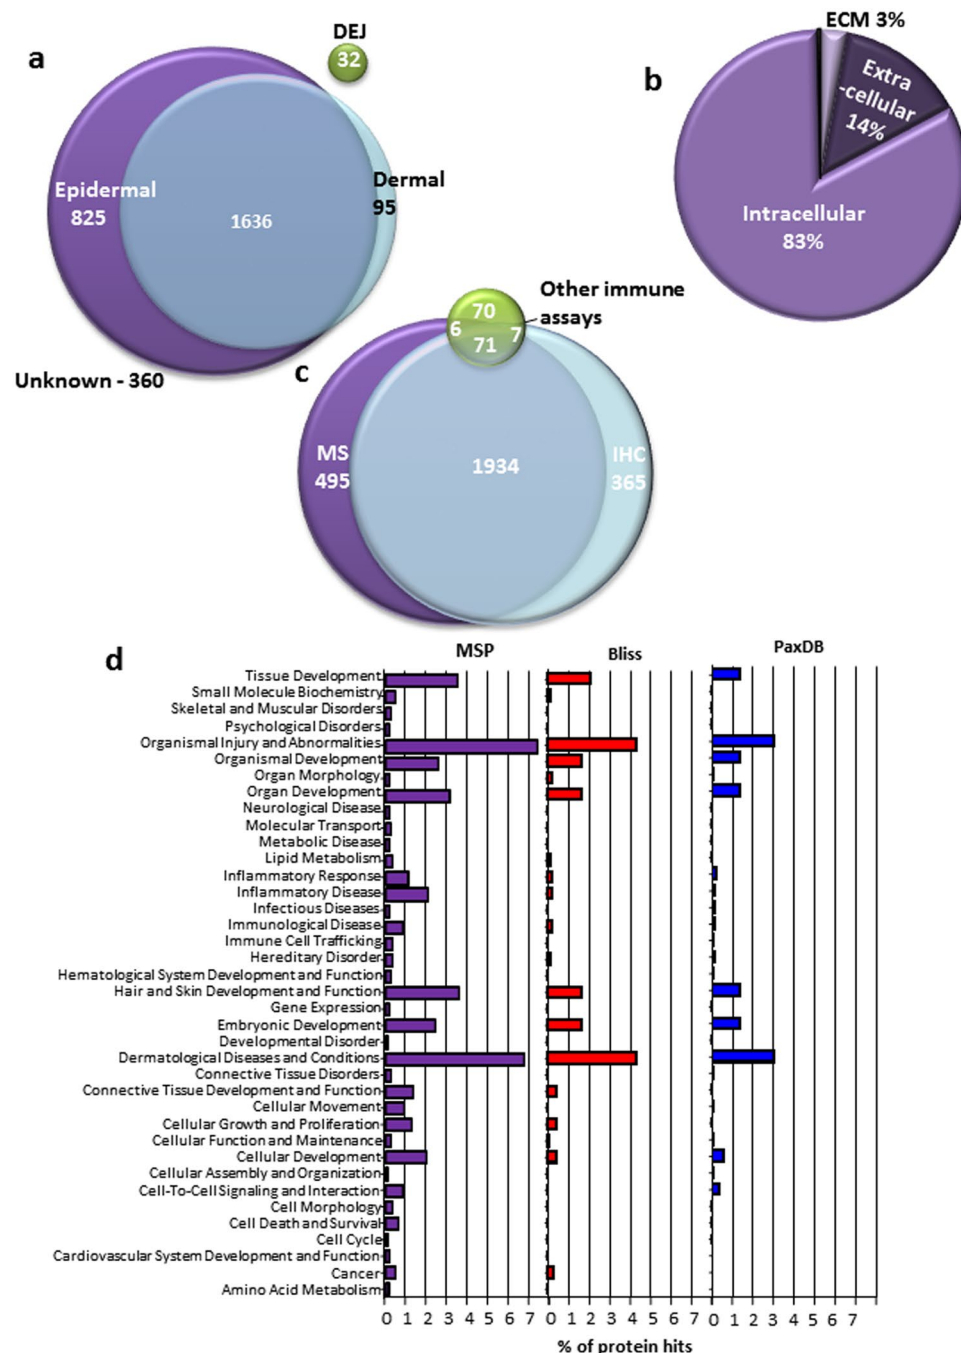 a
DEJ
32
Epidermal
825
1636
Dermal
95
Unknown - 360
b
ECM 3%
Extra
-cellular
14%
Intracellular
83%
c
Other immune
assays
70
6
7
71
MS
495
1934
IHC
365
d
MSP
Bliss
PaxDB
Tissue Development
Small Molecule Biochemistry
Skeletal and Muscular Disorders
Psychological Disorders
Organismal Injury and Abnormalities
Organismal Development
Organ Morphology
Organ Development
Neurological Disease
Molecular Transport
Metabolic Disease
Lipid Metabolism
Inflammatory Response
Inflammatory Disease
Infectious Diseases
Immunological Disease
Immune Cell Trafficking
Hereditary Disorder
Hematological System Development and Function
Hair and Skin Development and Function
Gene Expression
Embryonic Development
Developmental Disorder
Dermatological Diseases and Conditions
Connective Tissue Disorders
Connective Tissue Development and Function
Cellular Movement
Cellular Growth and Proliferation
Cellular Function and Maintenance
Cellular Development
Cellular Assembly and Organization
Cell-To-Cell Signaling and Interaction
Cell Morphology
Cell Death and Survival
Cell Cycle
Cardiovascular System Development and Function
Cancer
Amino Acid Metabolism
0 1 2 3 4 5 6 7 0 1 2 3 4 5 6 7 0 1 2 3 4 5 6 7
% of protein hits